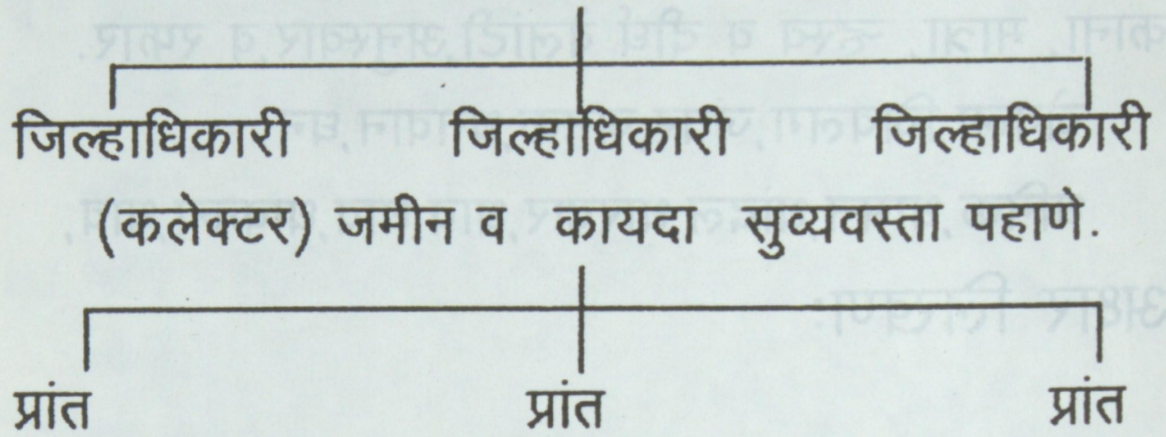 जिल्हाधिकारी जिल्हाधिकारी जिल्हाधिकारी
(कलेक्टर) जमीन व कायदा सुव्यवस्ता पहाणे.
प्रांत प्रांत प्रांत